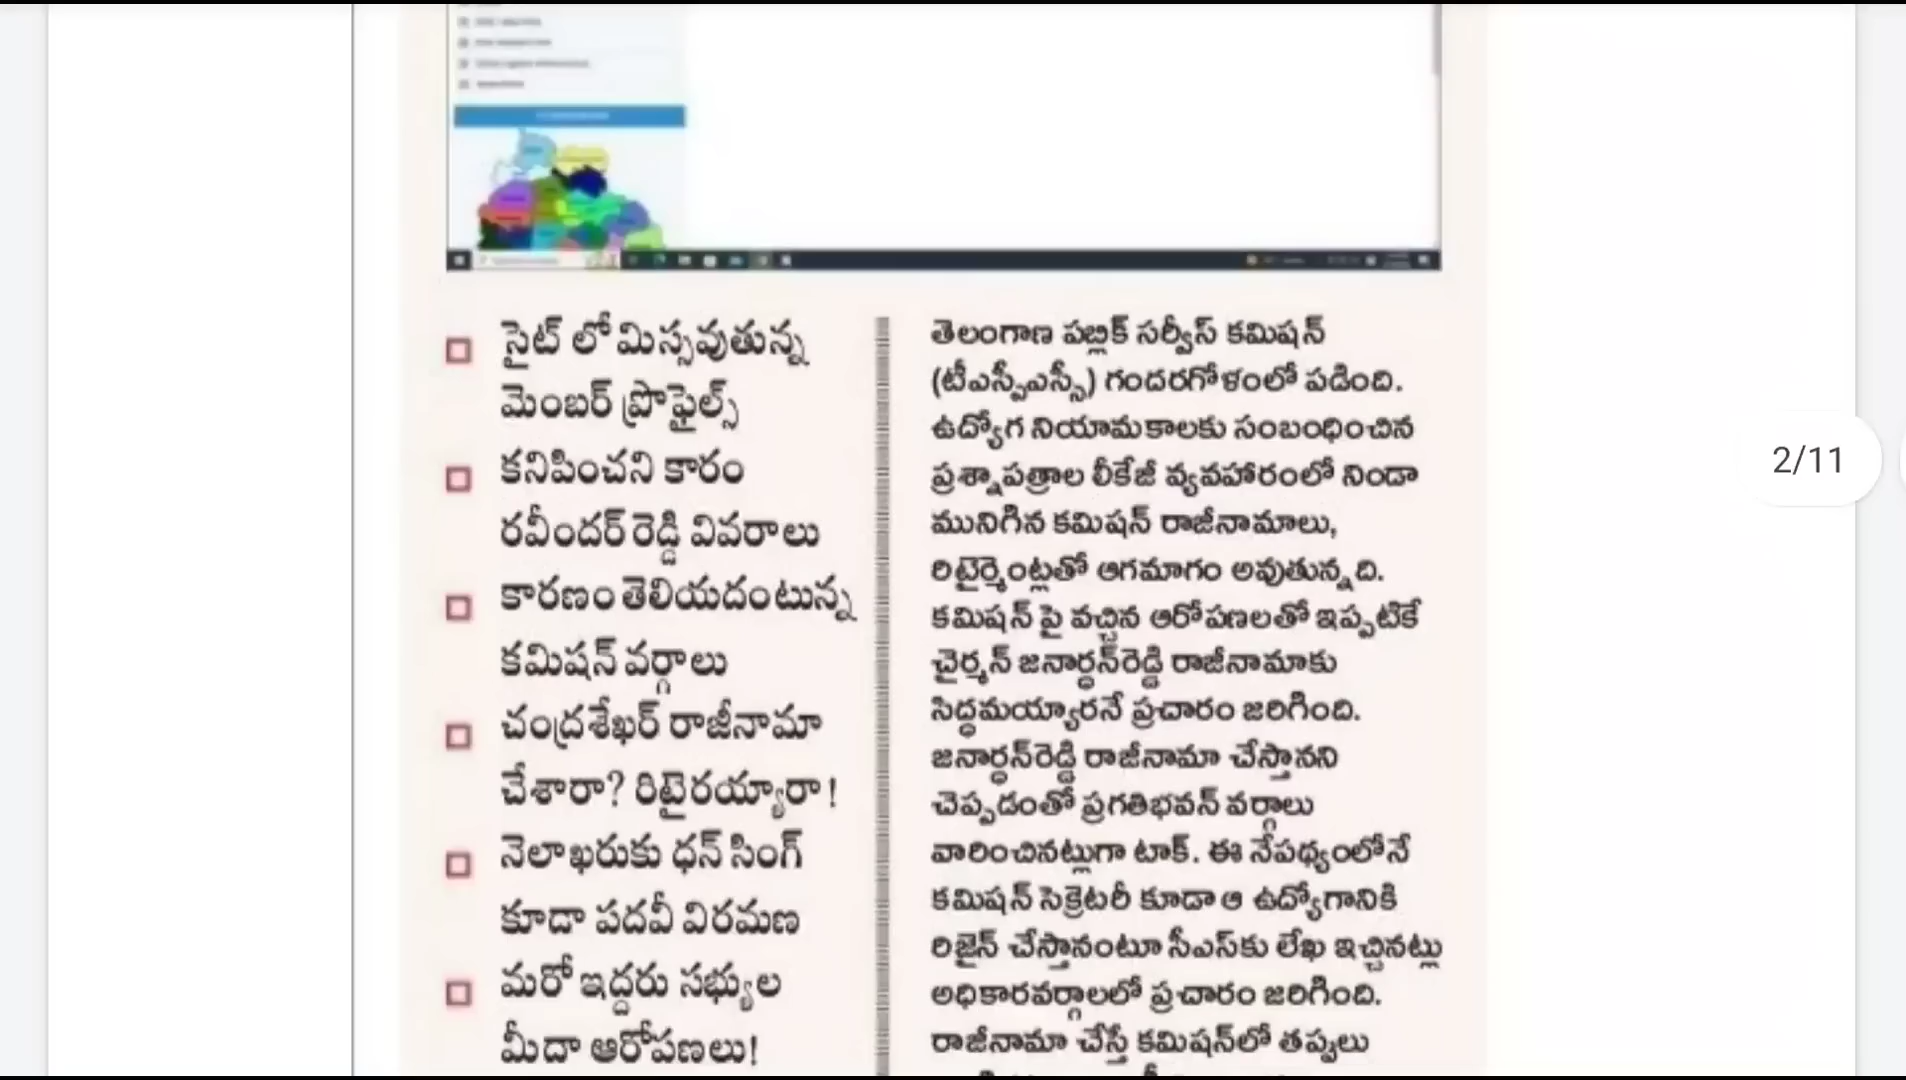 సైట్ లో మిస్సవుతున్న
మెంబర్ ప్రొఫైల్స్
కనిపించని కారం
రవీందర్ రెడ్డి వివరాలు
కారణం తెలియదంటున్న
కమిషన్ వర్గాలు
చంద్రశేఖర్ రాజీనామా
చేశారా? రిటైరయ్యారా!
నెలాఖరుకు ధన్ సింగ్
కూడా పదవీ విరమణ
మరో ఇద్దరు సభ్యుల
మీదా ఆరోపణలు!
తెలంగాణ పబ్లిక్ సర్వీస్ కమిషన్
(టీఎస్పీఎస్సీ) గందరగోళంలో పడింది.
ఉద్యోగ నియామకాలకు సంబంధించిన
ప్రశ్నాపత్రాల లీకేజీ వ్యవహారంలో నిండా
మునిగిన కమిషన్ రాజీనామాలు,
రిటైర్మెంట్లతో ఆగమాగం అవుతున్నది.
కమిషన్ పై వచ్చిన ఆరోపణలతో ఇప్పటికే
చైర్మన్ జనార్ధన్‌రెడ్డి రాజీనామాకు
సిద్ధమయ్యారనే ప్రచారం జరిగింది.
జనార్ధన్‌రెడ్డి రాజీనామా చేస్తానని
చెప్పడంతో ప్రగతిభవన్ వర్గాలు
వారించినట్లుగా టాక్. ఈ నేపథ్యంలోనే
కమిషన్ సెక్రెటరీ కూడా ఆ ఉద్యోగానికి
రిజైన్ చేస్తానంటూ సీఎస్‌కు లేఖ ఇచ్చినట్లు
అధికారవర్గాలలో ప్రచారం జరిగింది.
రాజీనామా చేస్తే కమిషన్‌లో తప్పులు
2/11